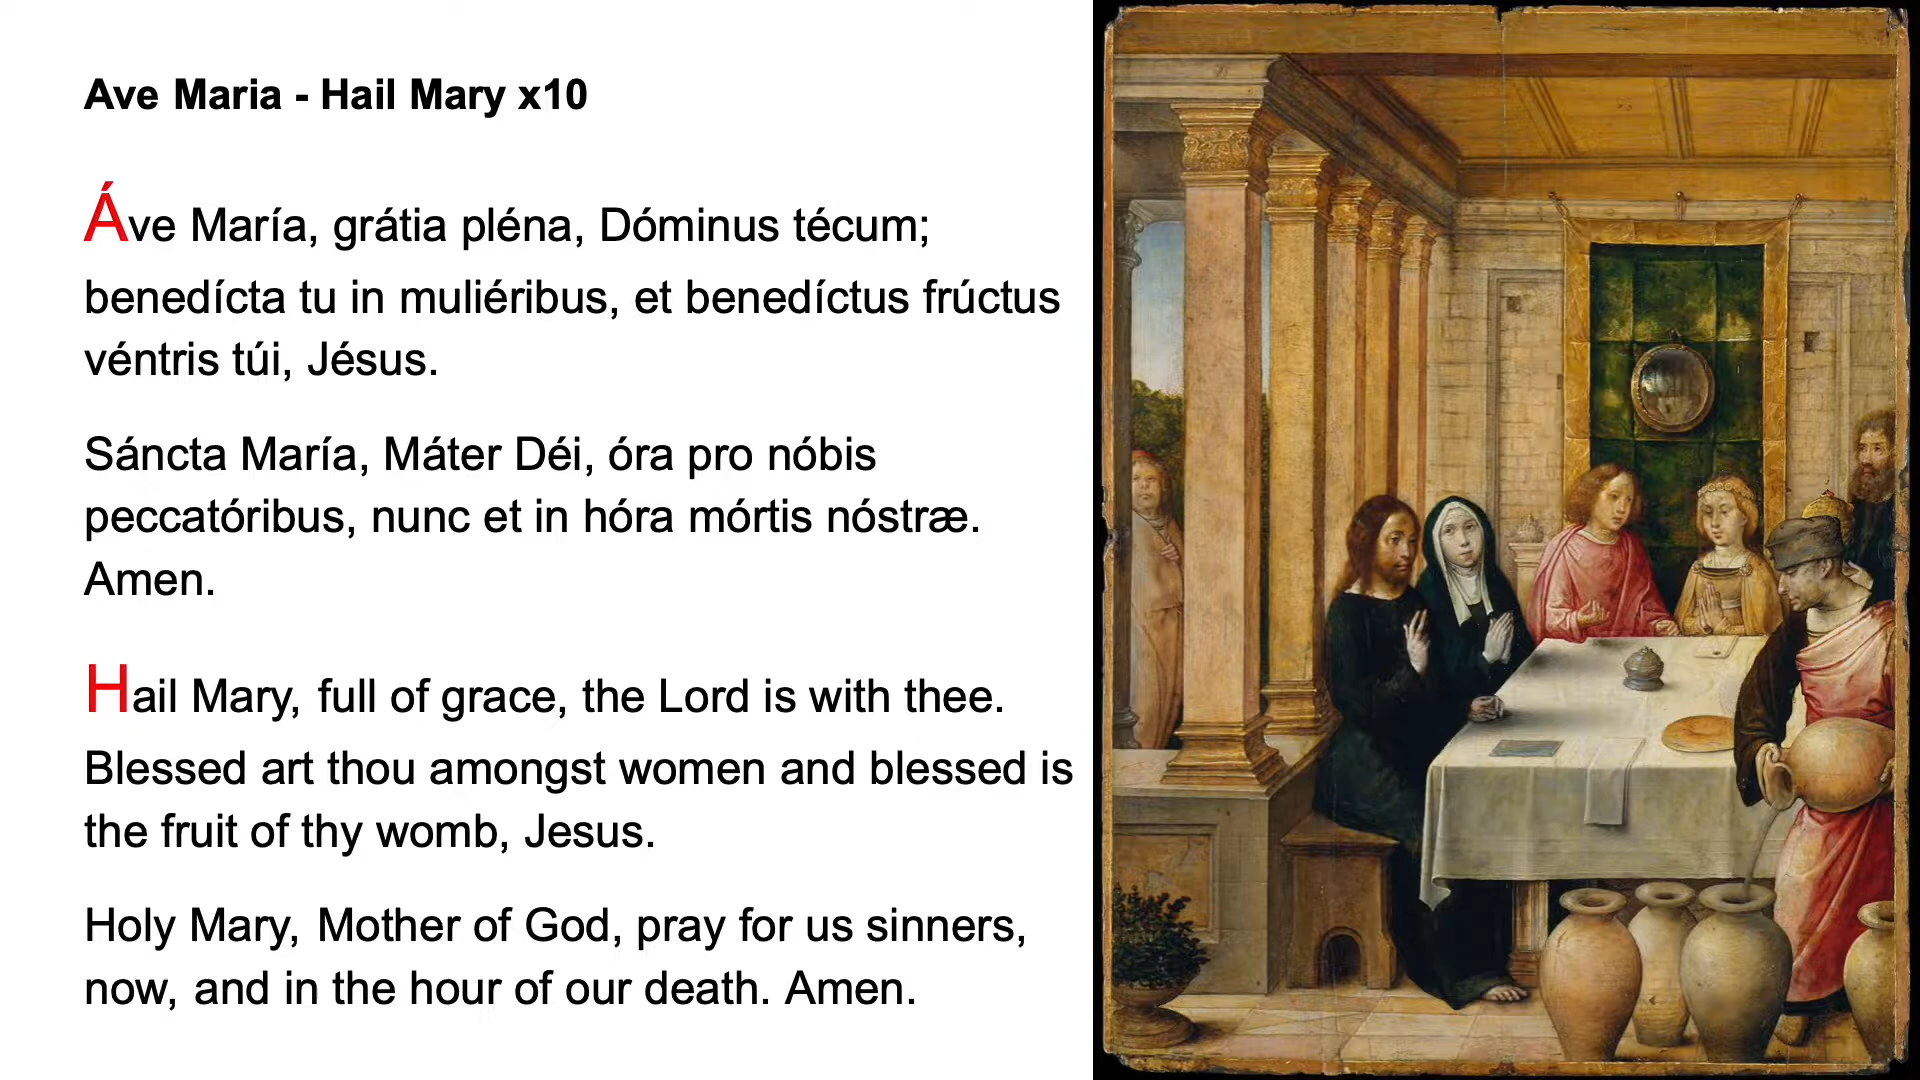 Ave Maria - Hail Mary x10
Áve María, grátia pléna, Dóminus técum;
benedícta tu in muliéribus, et benedíctus frúctus
véntris túi, Jésus.
Sáncta María, Máter Déi, óra pro nóbis
peccatóribus, nunc et in hóra mórtis nóstræ.
Amen.
Hail Mary, full of grace, the Lord is with thee.
Blessed art thou amongst women and blessed is
the fruit of thy womb, Jesus.
Holy Mary, Mother of God, pray for us sinners,
now, and in the hour of our death. Amen.